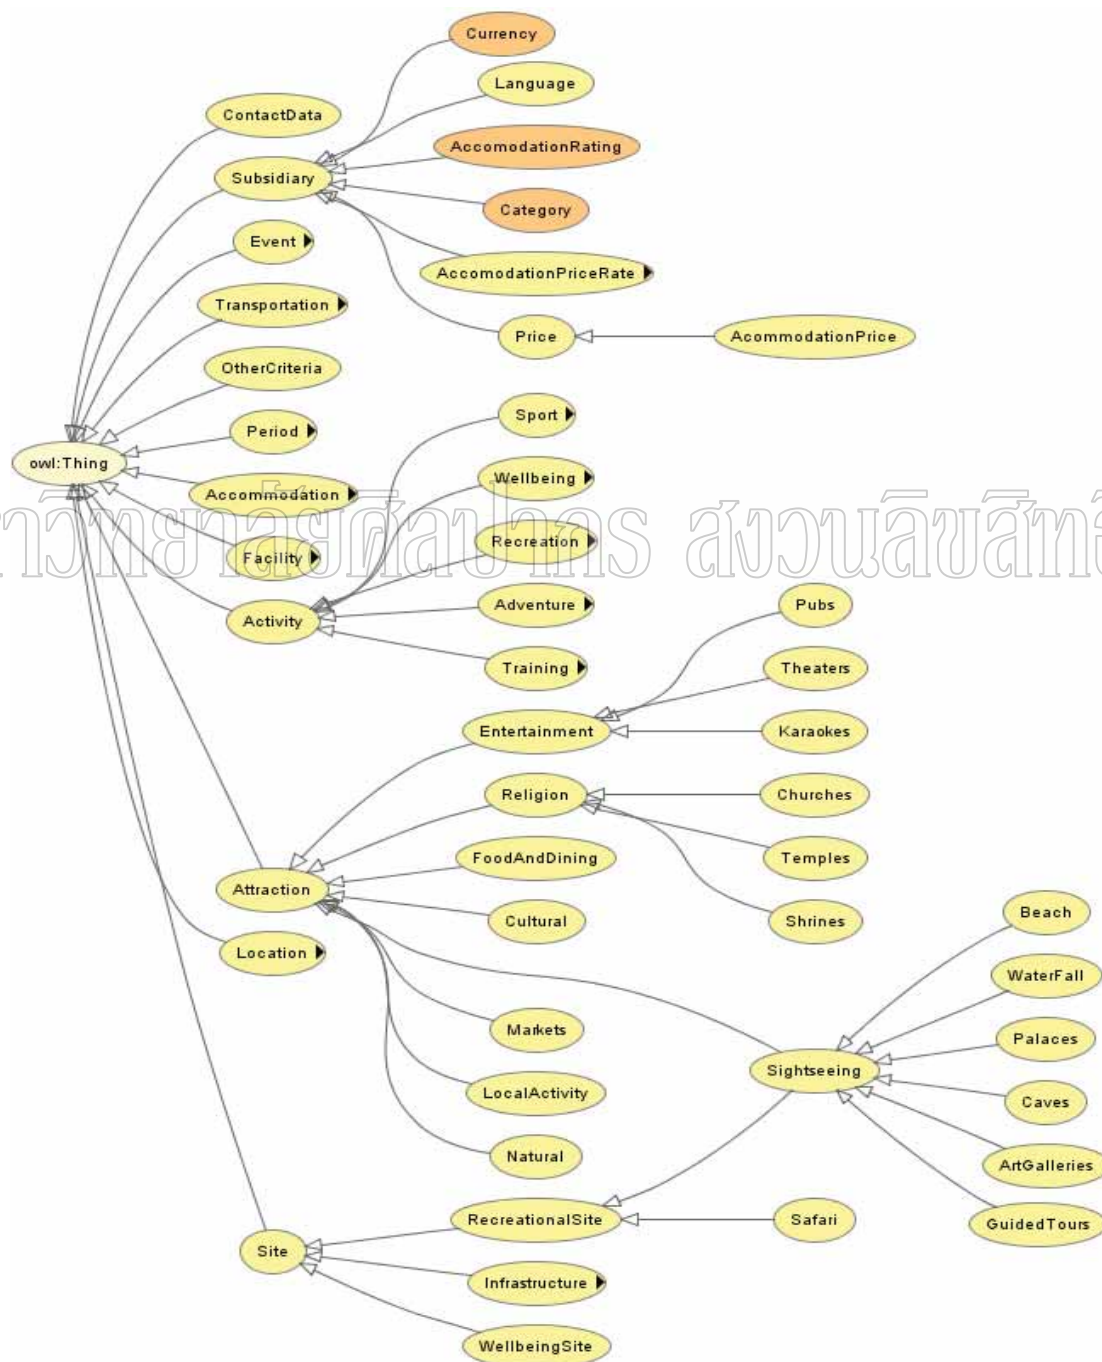 Currency
Language
ContactData
AccomodationRating
Subsidiary
Category
Event
AccomodationPriceRate
Transportation
Price
AcommodationPrice
OtherCriteria
Sport
Period
owl:Thing
Wellbeing
Accommodation
Recreation
Facility
Adventure
Pubs
Activity
Training
Theaters
Entertainment
Karaokes
Religion
Churches
FoodAndDining
Temples
Attraction
Cultural
Shrines
Beach
Location
WaterFall
Markets
Palaces
Sightseeing
LocalActivity
Caves
Natural
ArtGalleries
RecreationalSite
Safari
GuidedTours
Site
Infrastructure
WellbeingSite